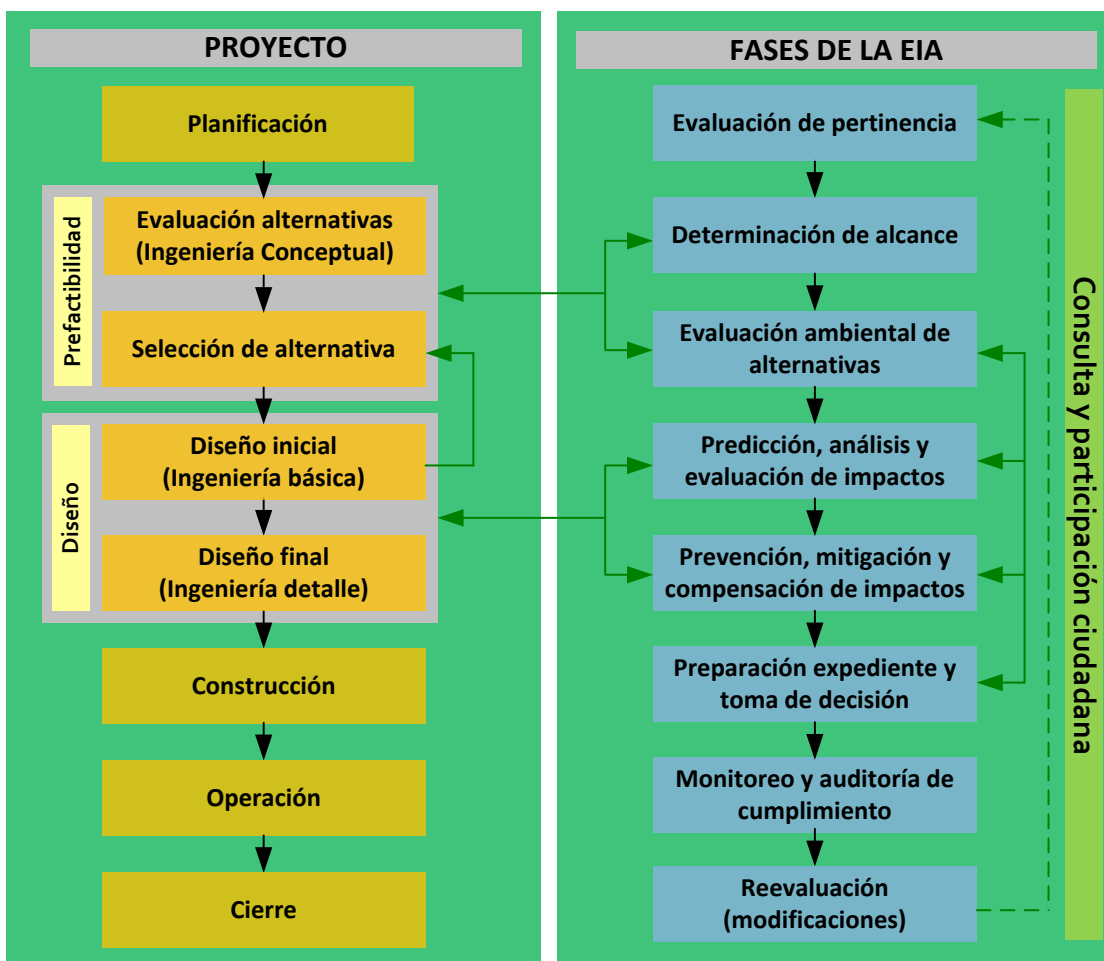 PROYECTO
Planificación
Prefactibilidad
Evaluación alternativas
(Ingeniería Conceptual)
Selección de alternativa
Diseño
Diseño inicial
(Ingeniería básica)
Diseño final
(Ingeniería detalle)
Construcción
Operación
Cierre
FASES DE LA EIA
Evaluación de pertinencia
Determinación de alcance
Evaluación ambiental de
alternativas
Predicción, análisis y
evaluación de impactos
Prevención, mitigación y
compensación de impactos
Preparación expediente y
toma de decisión
Monitoreo y auditoría de
cumplimiento
Reevaluación
(modificaciones)
Consulta y participación ciudadana